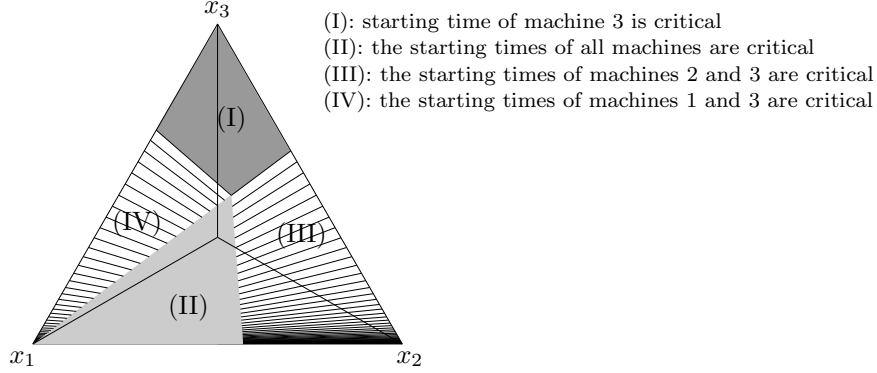 x₃
(I): starting time of machine 3 is critical
(II): the starting times of all machines are critical
(III): the starting times of machines 2 and 3 are critical
(IV): the starting times of machines 1 and 3 are critical
(I)
(IV)
(III)
(II)
x₁
x₂